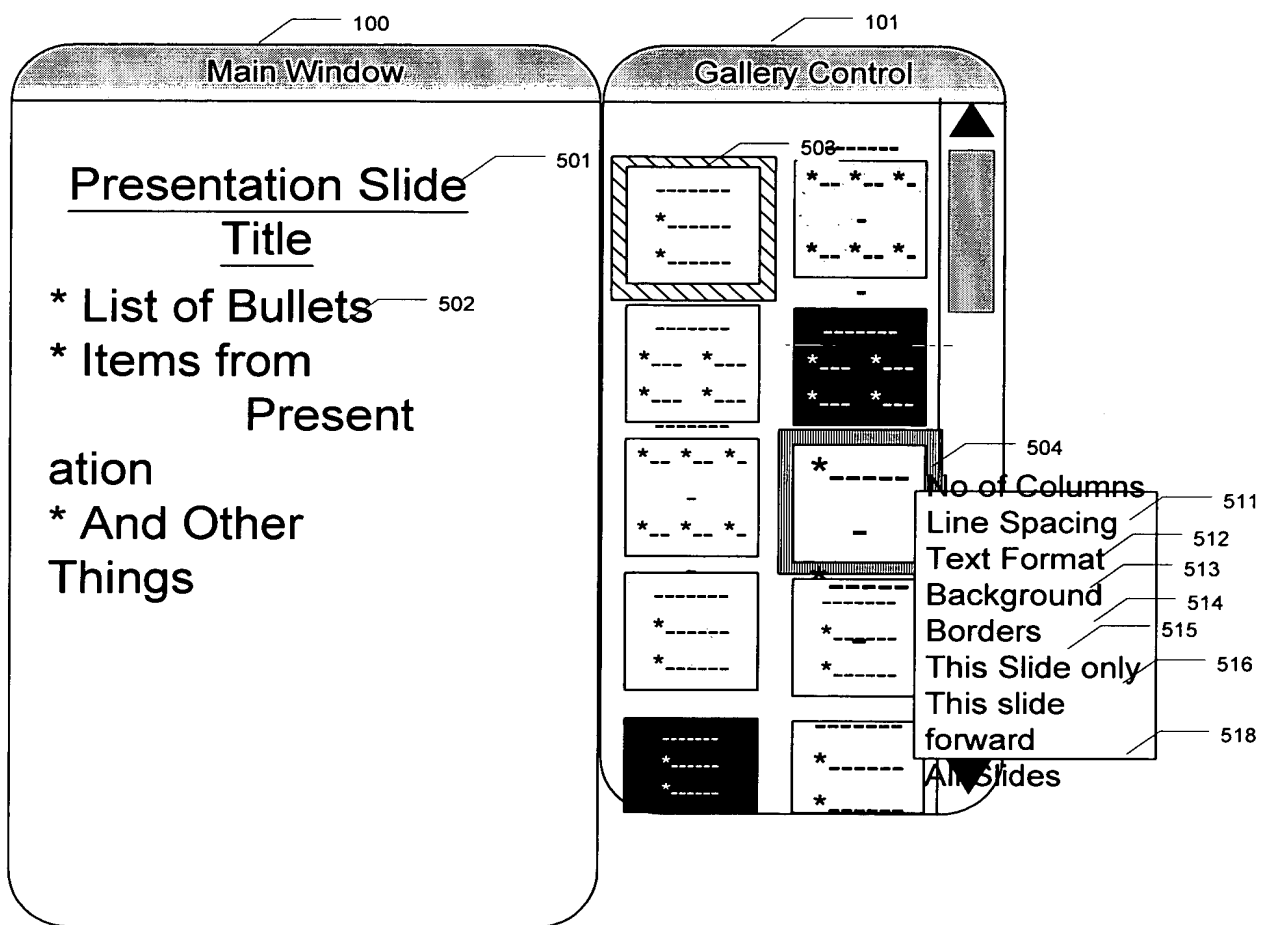 100
101
Main Window
Gallery Control
501
Presentation Slide
Title
* List of Bullets
502
* Items from
Present
ation
* And Other
Things
503
504
No of Columns
511
Line Spacing
512
Text Format
513
Background
514
Borders
515
This Slide only
516
This slide
forward
518
All Slides